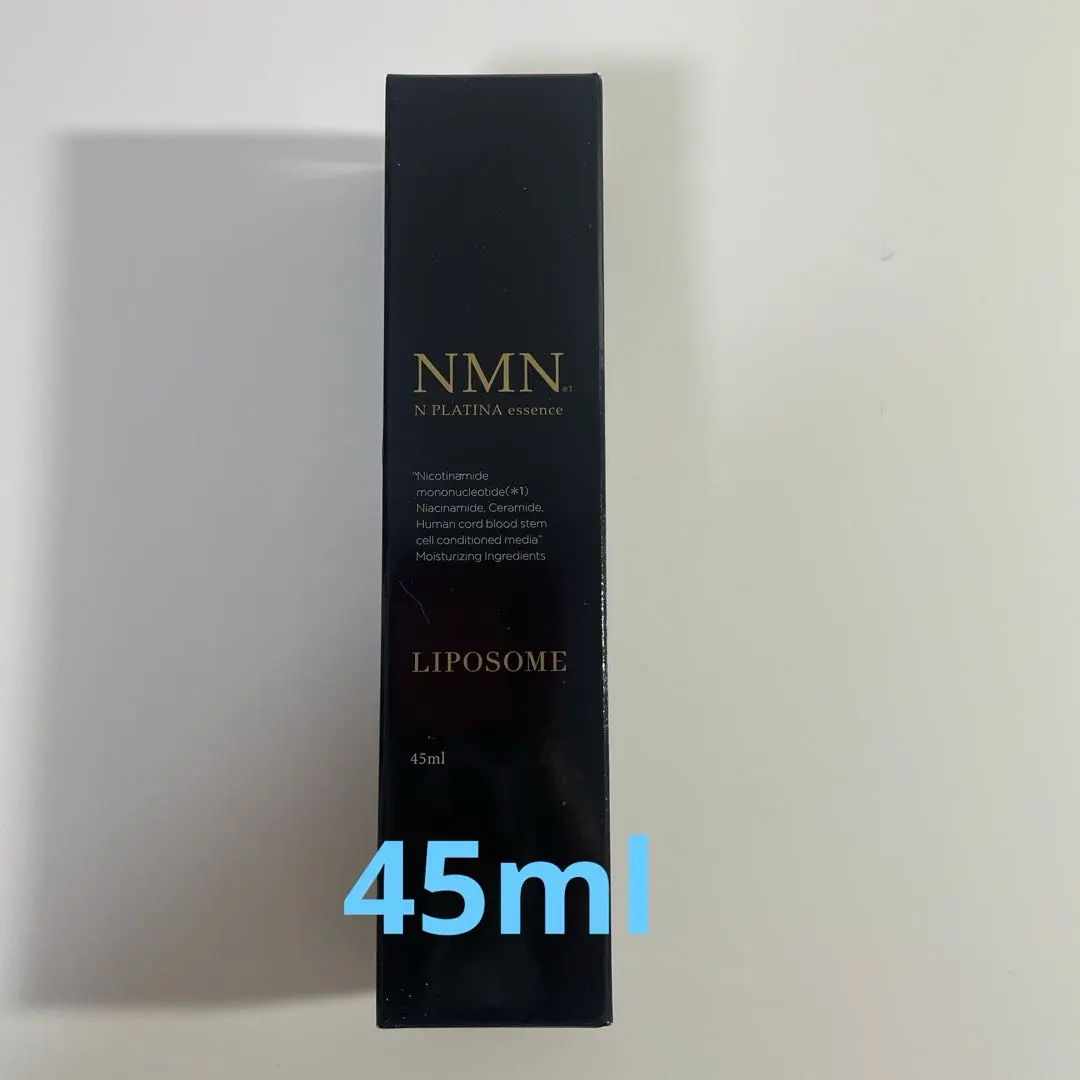 NMN※1
N PLATINA essence
"Nicotinamide
mononucleotide(※1)
Niacinamide, Ceramide,
Human cord blood stem
cell conditioned media"
Moisturizing Ingredients
LIPOSOME
45ml
45ml